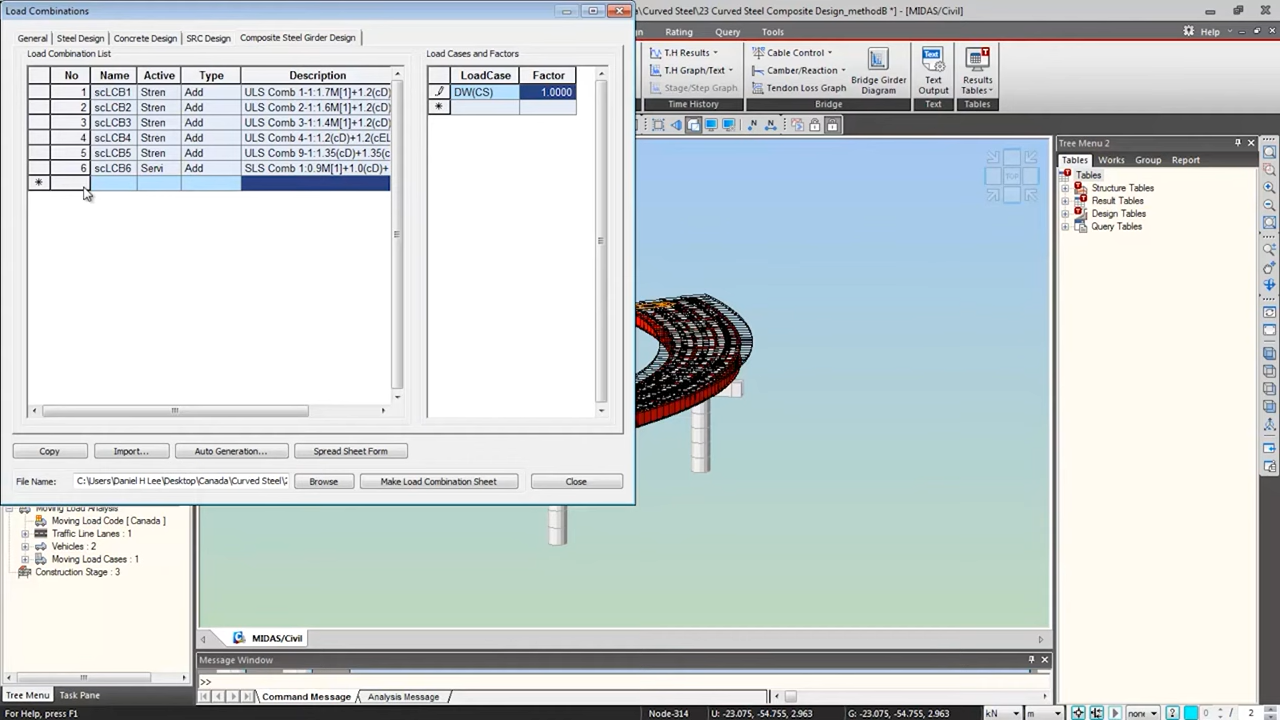 Load Combinations
/Curved Steel/23 Curved Steel Composite Design_methodB *] - [MIDAS/Civil]
General
Steel Design
Concrete Design
SRC Design
Composite Steel Girder Design
Load Combination List
No Name Active Type Description
1 scLCB1 Stren Add ULS Comb 1-1:1.7M[1]+1.2(cD)
2 scLCB2 Stren Add ULS Comb 2-1:1.6M[1]+1.2(cD)
3 scLCB3 Stren Add ULS Comb 3-1:1.4M[1]+1.2(cD)
4 scLCB4 Stren Add ULS Comb 4-1:1.2(cD)+1.2(cEL
5 scLCB5 Stren Add ULS Comb 9-1:1.35(cD)+1.35(c
6 scLCB6 Servi Add SLS Comb 1:0.9M[1]+1.0(cD)+
Load Cases and Factors
LoadCase Factor
DW(CS) 1.0000
Copy
Import...
Auto Generation...
Spread Sheet Form
File Name:
C:\Users\Daniel H Lee\Desktop\Canada\Curved Steel\
Browse
Make Load Combination Sheet
Close
Design
Rating
Query
Tools
Help
T.H Results
T.H Graph/Text
Stage/Step Graph
Time History
Cable Control
Camber/Reaction
Tendon Loss Graph
Bridge Girder
Diagram
Bridge
Text
Output
Text
Results
Tables
Tables
TOP
Tree Menu 2
Tables
Works
Group
Report
Tables
Structure Tables
Result Tables
Design Tables
Query Tables
Moving Load Analysis
Moving Load Code [ Canada ]
Traffic Line Lanes : 1
Vehicles : 2
Moving Load Cases : 1
Construction Stage : 3
MIDAS/Civil
Message Window
>>
Command Message
Analysis Message
Tree Menu
Task Pane
For Help, press F1
Node-314
U: -23.075, -54.755, 2.963
G: -23.075, -54.755, 2.963
kN
m
none
0
/ 2